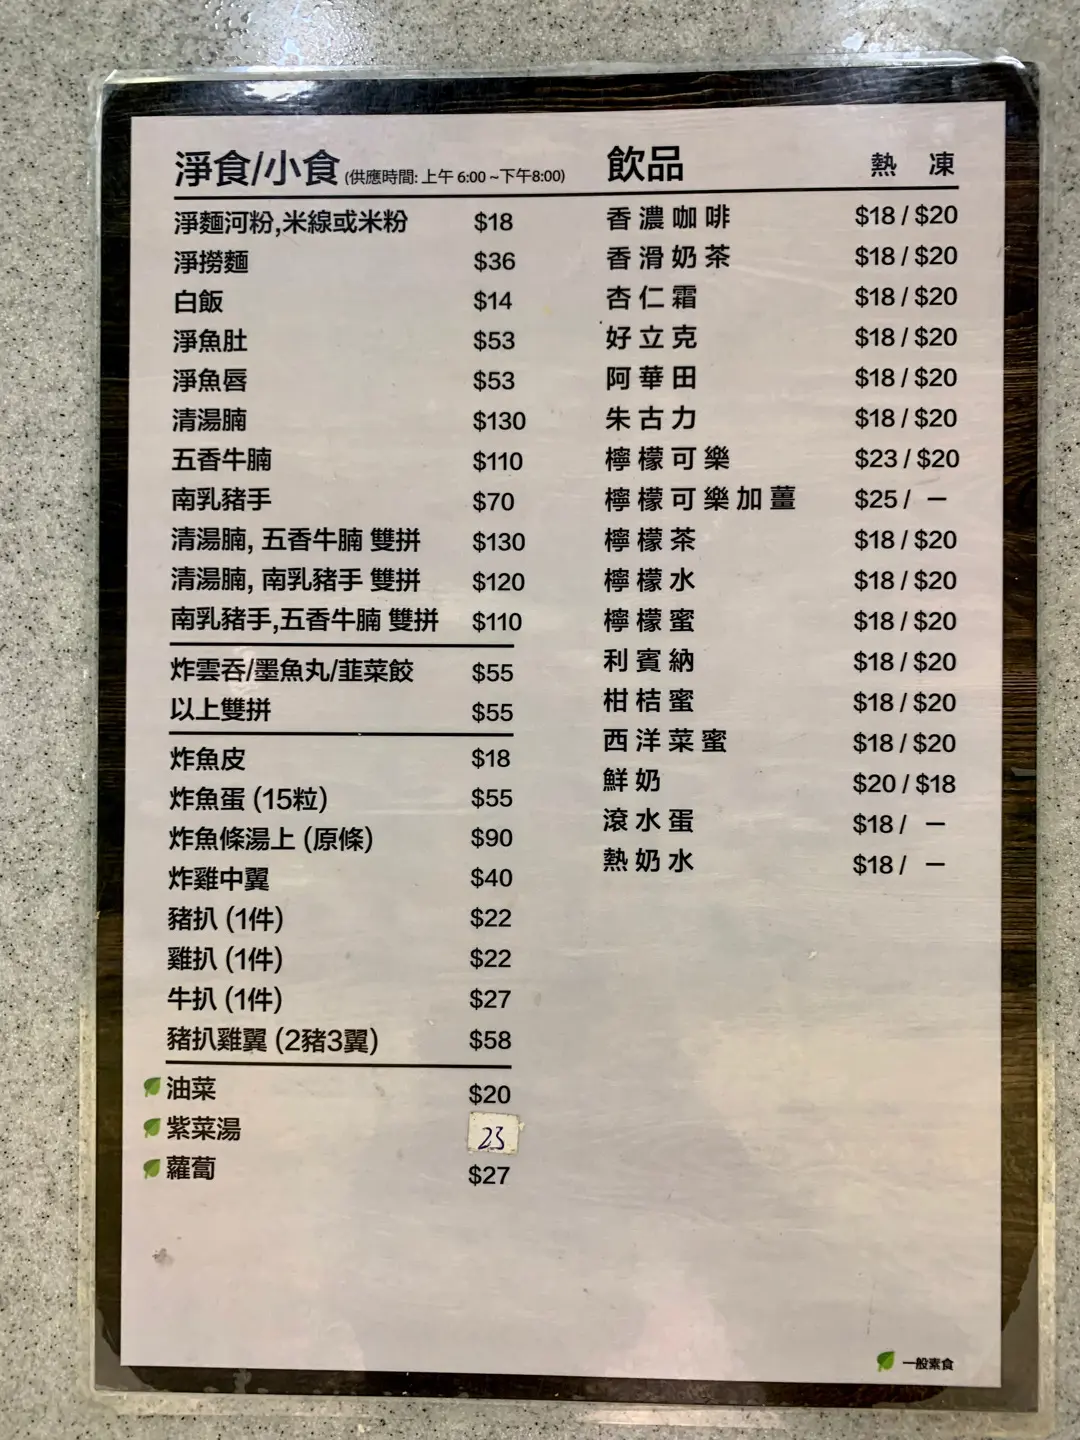 淨食/小食 (供應時間: 上午 6:00 ~下午8:00)
淨麵河粉,米線或米粉 $18
淨撈麵 $36
白飯 $14
淨魚肚 $53
淨魚唇 $53
清湯腩 $130
五香牛腩 $110
南乳豬手 $70
清湯腩, 五香牛腩 雙拼 $130
清湯腩, 南乳豬手 雙拼 $120
南乳豬手,五香牛腩 雙拼 $110
炸雲吞/墨魚丸/韮菜餃 $55
以上雙拼 $55
炸魚皮 $18
炸魚蛋 (15粒) $55
炸魚條湯上 (原條) $90
炸雞中翼 $40
豬扒 (1件) $22
雞扒 (1件) $22
牛扒 (1件) $27
豬扒雞翼 (2豬3翼) $58
油菜 $20
紫菜湯 23
蘿蔔 $27
飲品 熱 凍
香濃咖啡 $18 / $20
香滑奶茶 $18 / $20
杏仁霜 $18 / $20
好立克 $18 / $20
阿華田 $18 / $20
朱古力 $18 / $20
檸檬可樂 $23 / $20
檸檬可樂加薑 $25 / –
檸檬茶 $18 / $20
檸檬水 $18 / $20
檸檬蜜 $18 / $20
利賓納 $18 / $20
柑桔蜜 $18 / $20
西洋菜蜜 $18 / $20
鮮奶 $20 / $18
滾水蛋 $18 / –
熱奶水 $18 / –
一般素食